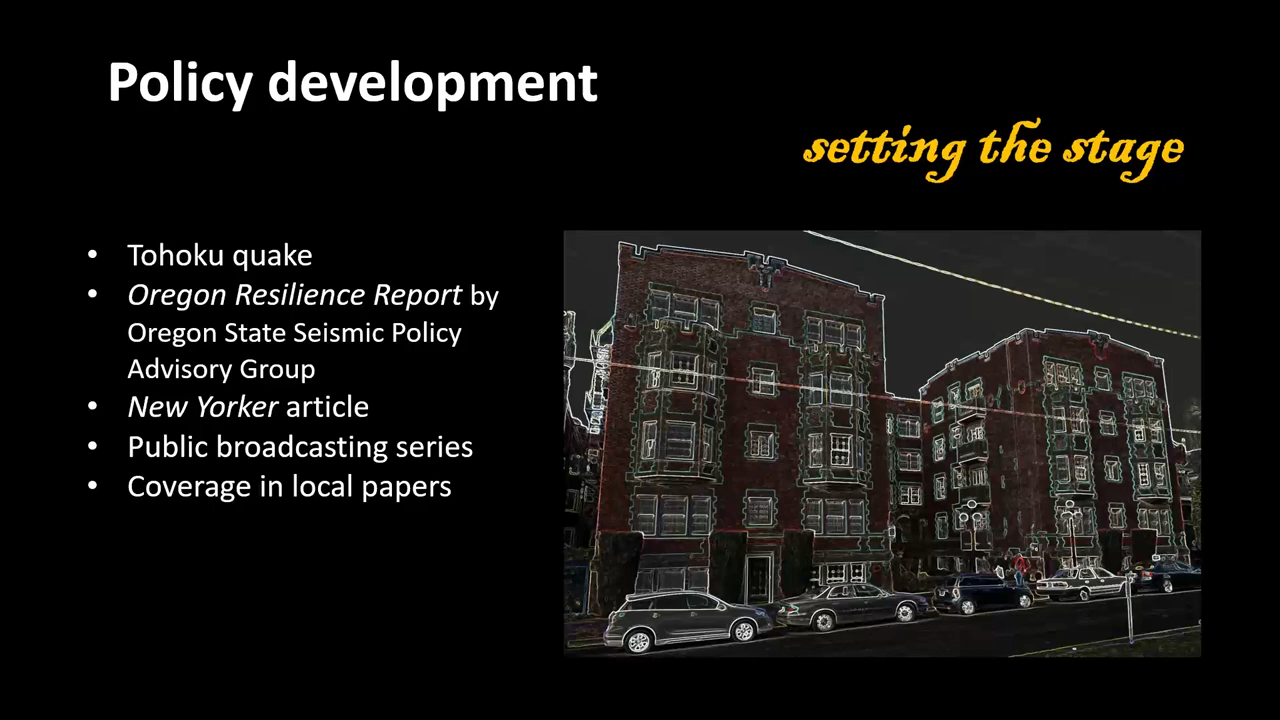 Policy development
setting the stage
• Tohoku quake
• Oregon Resilience Report by
Oregon State Seismic Policy
Advisory Group
• New Yorker article
• Public broadcasting series
• Coverage in local papers